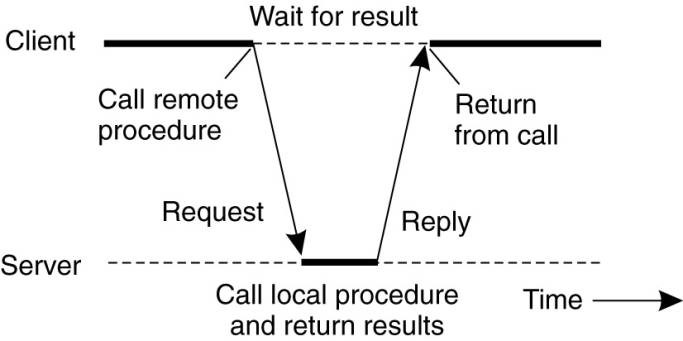 Wait for result
Client
Call remote
procedure
Return
from call
Request
Reply
Server
Call local procedure
and return results
Time